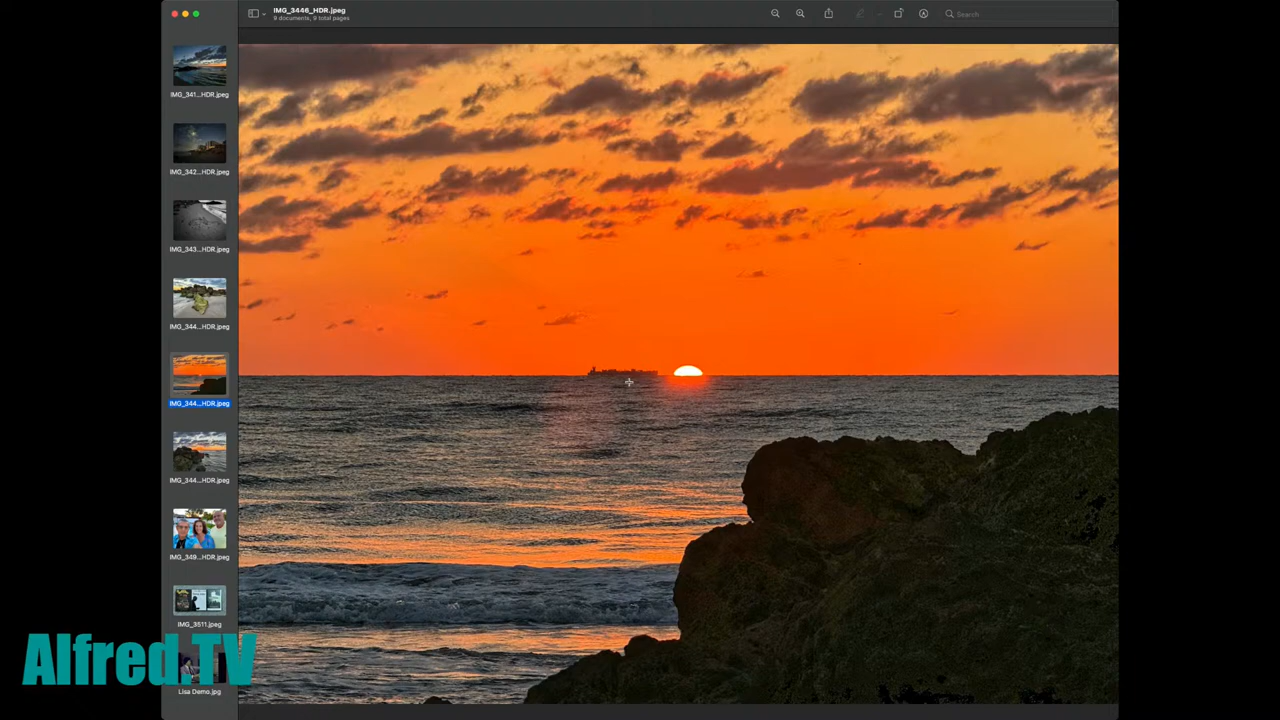 IMG_3446_HDR.jpeg
9 documents, 9 total pages
Search
IMG_341...HDR.jpeg
IMG_342...HDR.jpeg
IMG_343...HDR.jpeg
IMG_344...HDR.jpeg
IMG_344...HDR.jpeg
IMG_344...HDR.jpeg
IMG_349...HDR.jpeg
IMG_3511.jpeg
Alfred.TV
Lisa Demo.jpg